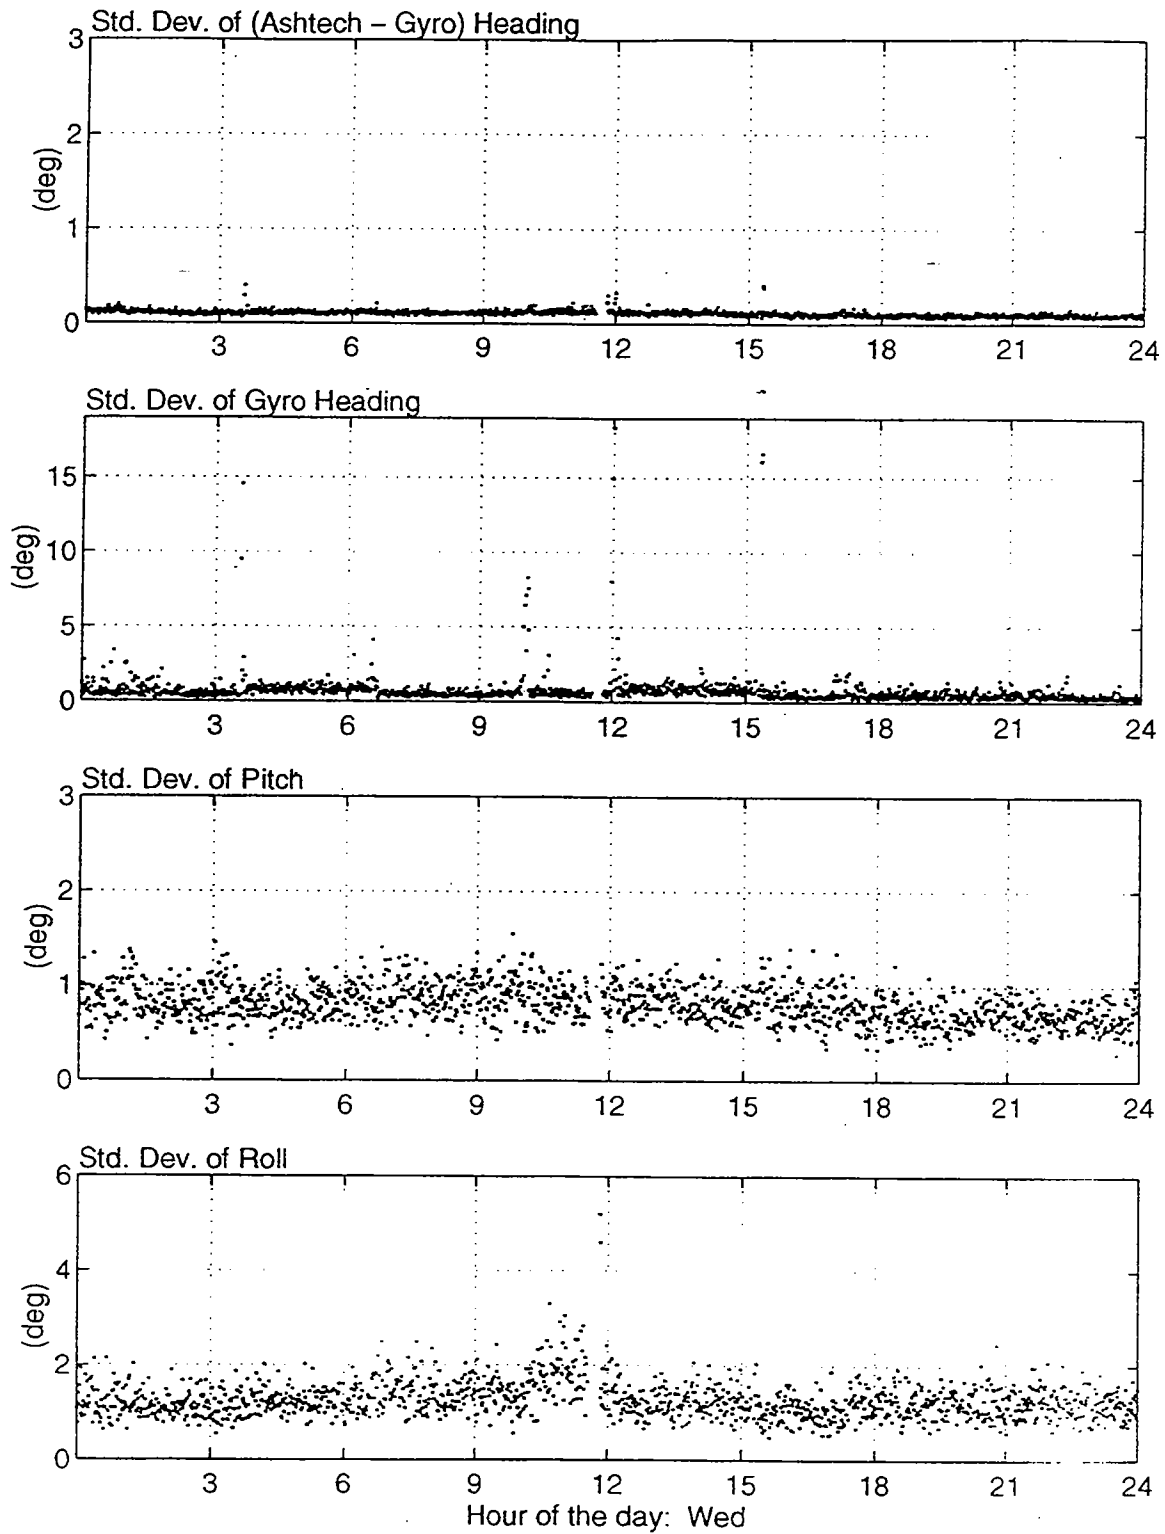 Std. Dev. of (Ashtech – Gyro) Heading
3
2
1
0
(deg)
3 6 9 12 15 18 21 24
Std. Dev. of Gyro Heading
15
10
5
0
(deg)
3 6 9 12 15 18 21 24
Std. Dev. of Pitch
3
2
1
0
(deg)
3 6 9 12 15 18 21 24
Std. Dev. of Roll
6
4
2
0
(deg)
3 6 9 12 15 18 21 24
Hour of the day: Wed